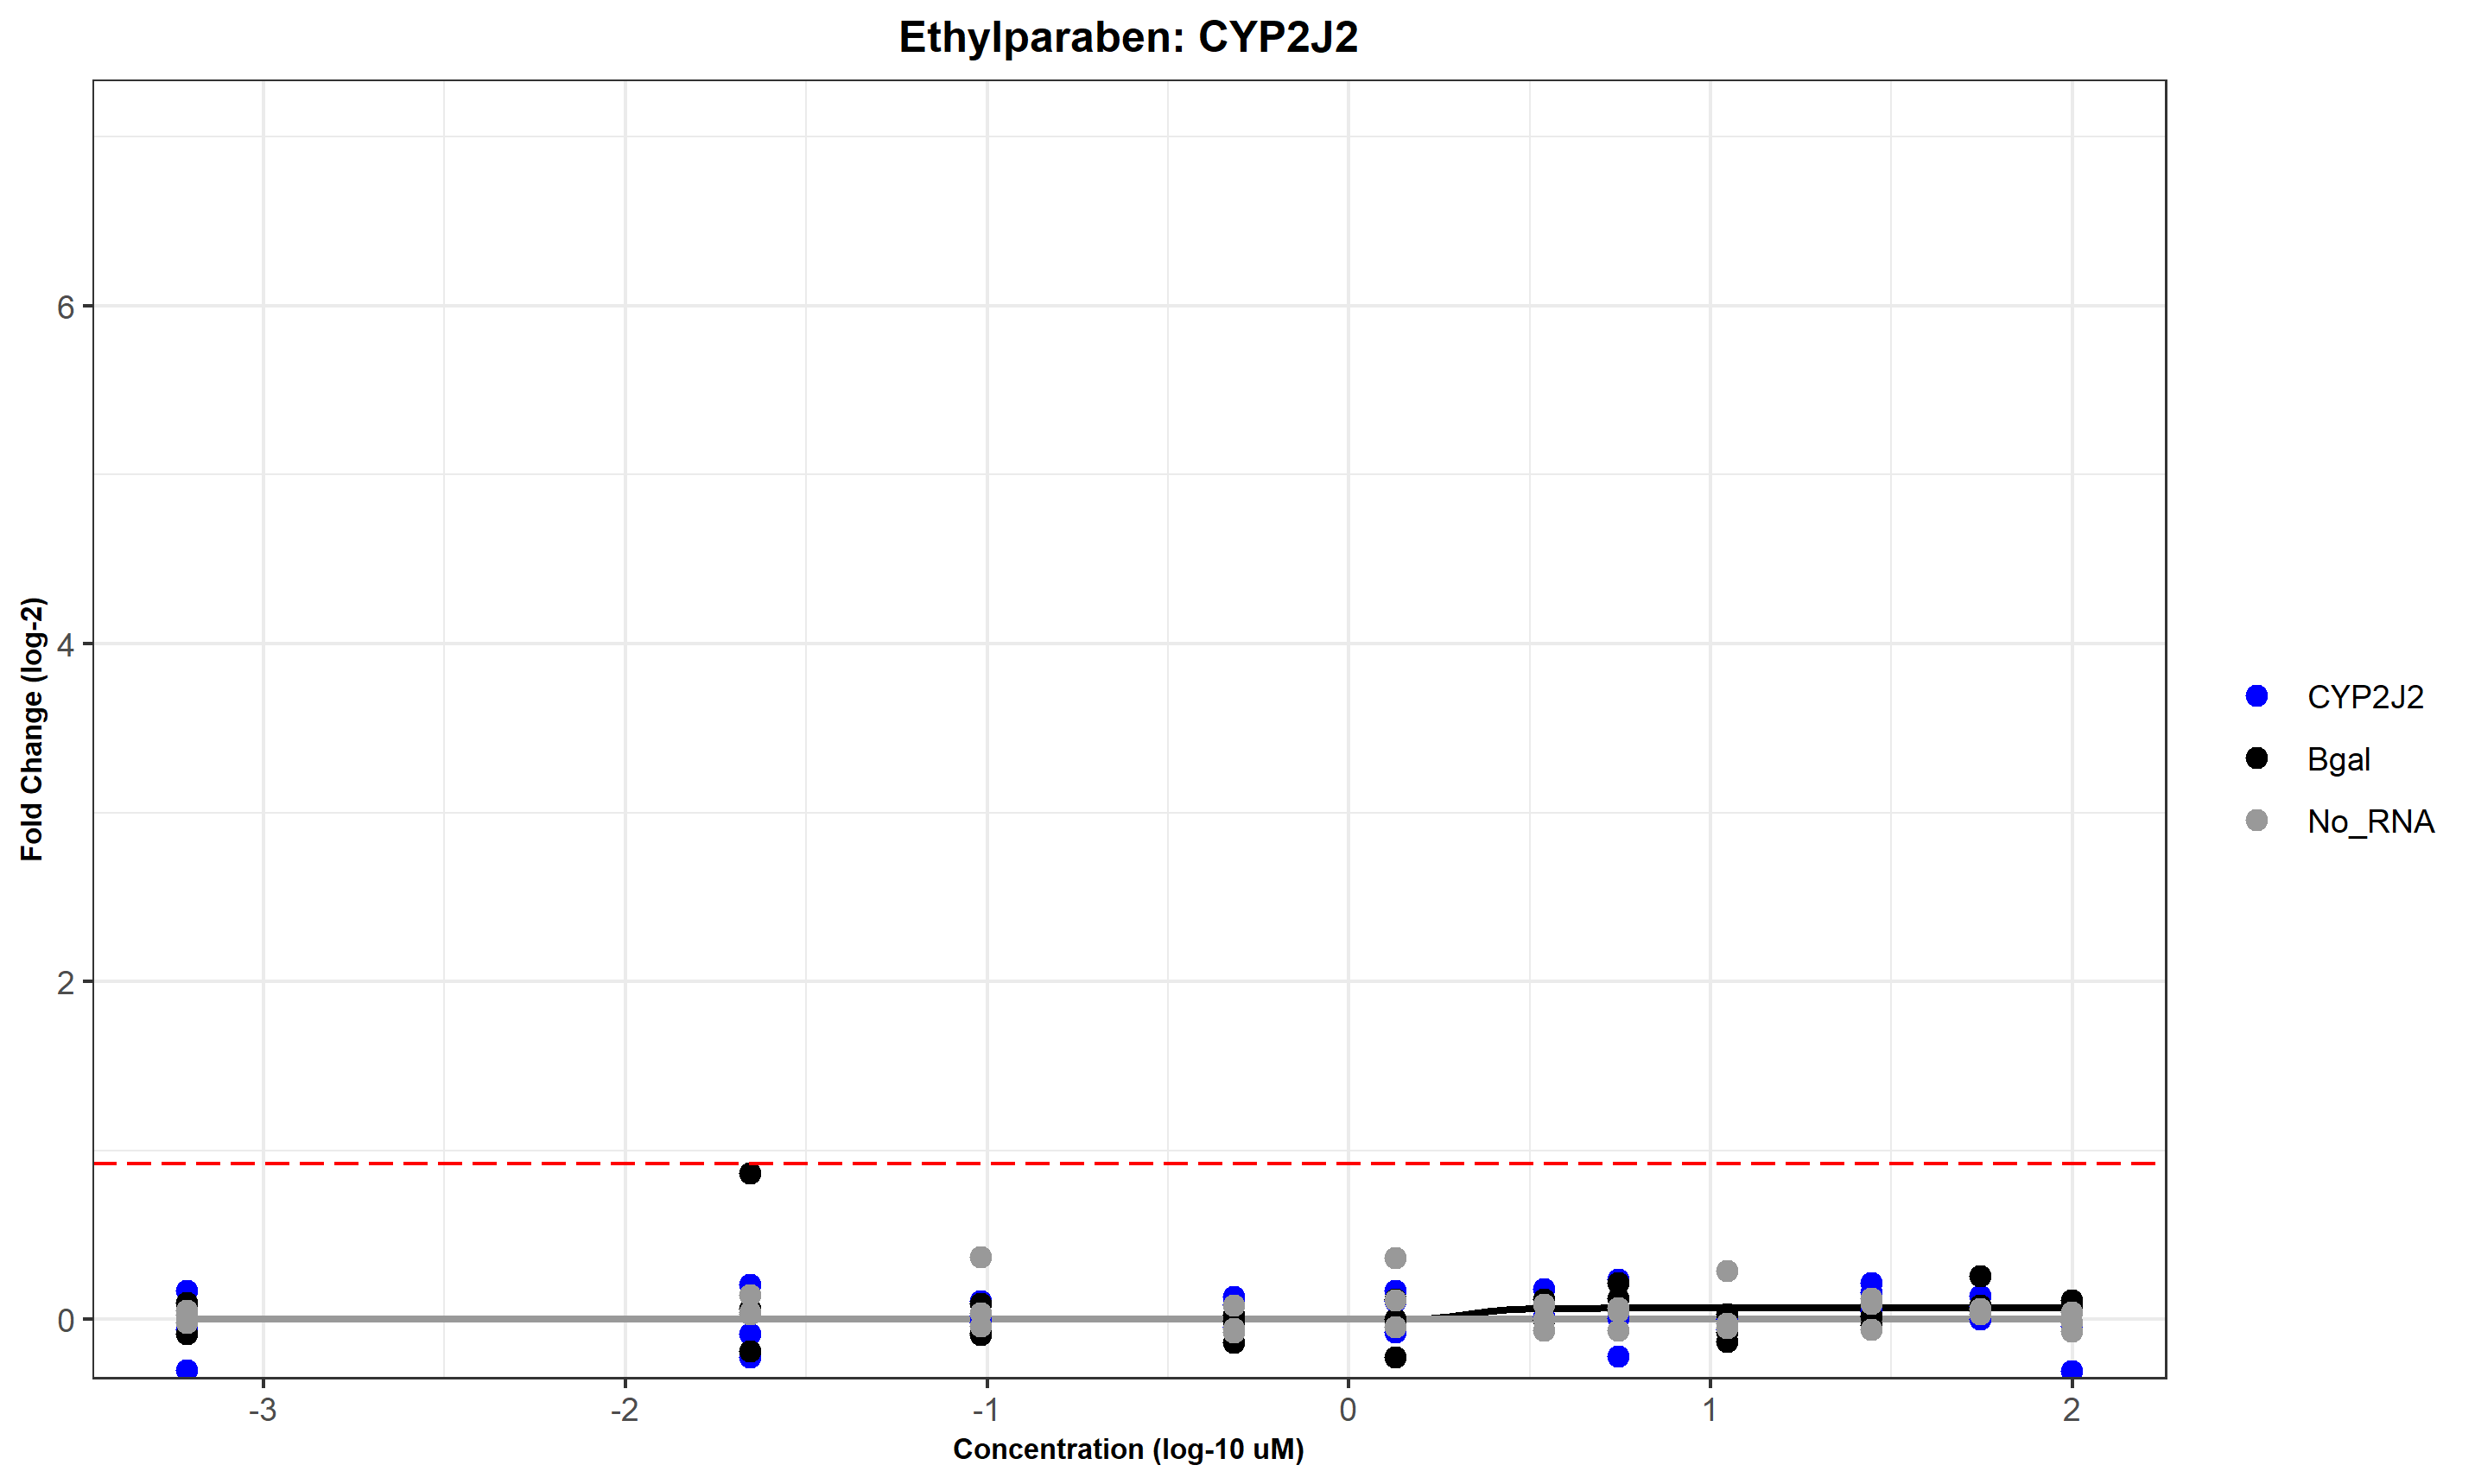 Ethylparaben: CYP2J2
Fold Change (log-2)
6
4
2
0
-3
-2
-1
0
1
2
Concentration (log-10 uM)
CYP2J2
Bgal
No_RNA